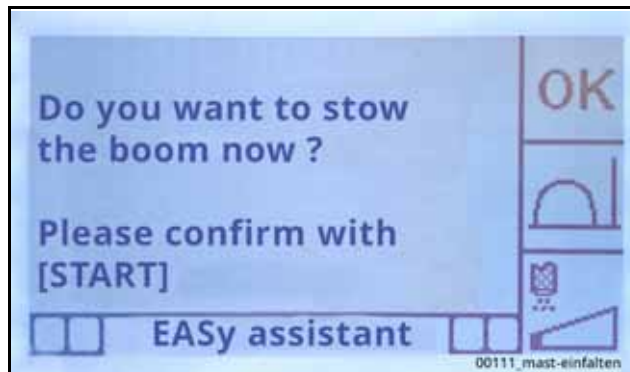 Do you want to stow
the boom now ?
Please confirm with
[START]
EASy assistant
OK
00111_mast-einfalten